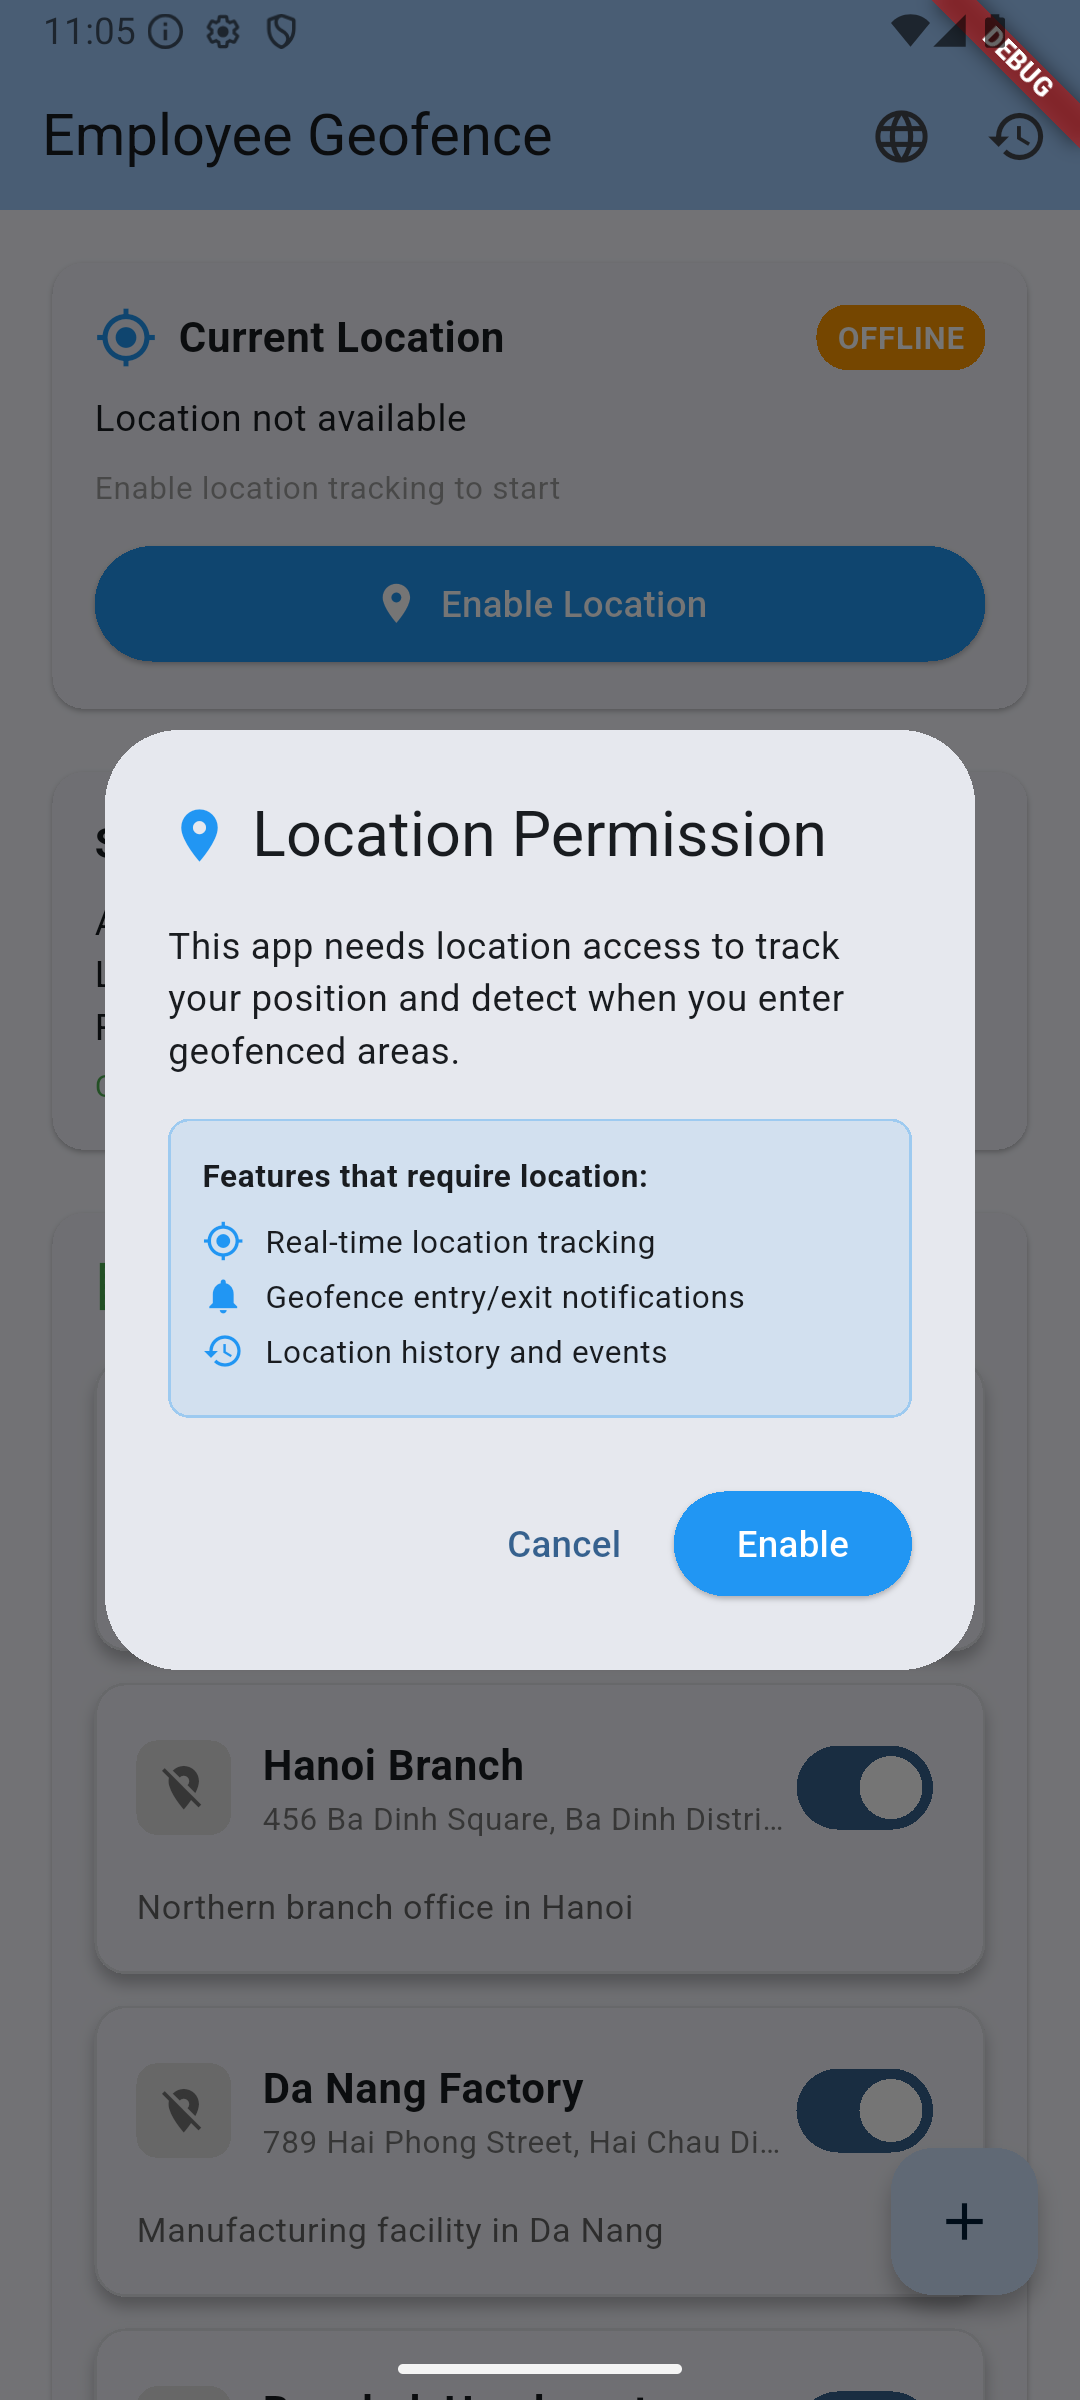 11:05
DEBUG
Employee Geofence
Current Location
OFFLINE
Location not available
Enable location tracking to start
Enable Location
Location Permission
This app needs location access to track
your position and detect when you enter
geofenced areas.
Features that require location:
Real-time location tracking
Geofence entry/exit notifications
Location history and events
Cancel
Enable
Hanoi Branch
456 Ba Dinh Square, Ba Dinh Distri...
Northern branch office in Hanoi
Da Nang Factory
789 Hai Phong Street, Hai Chau Di...
Manufacturing facility in Da Nang